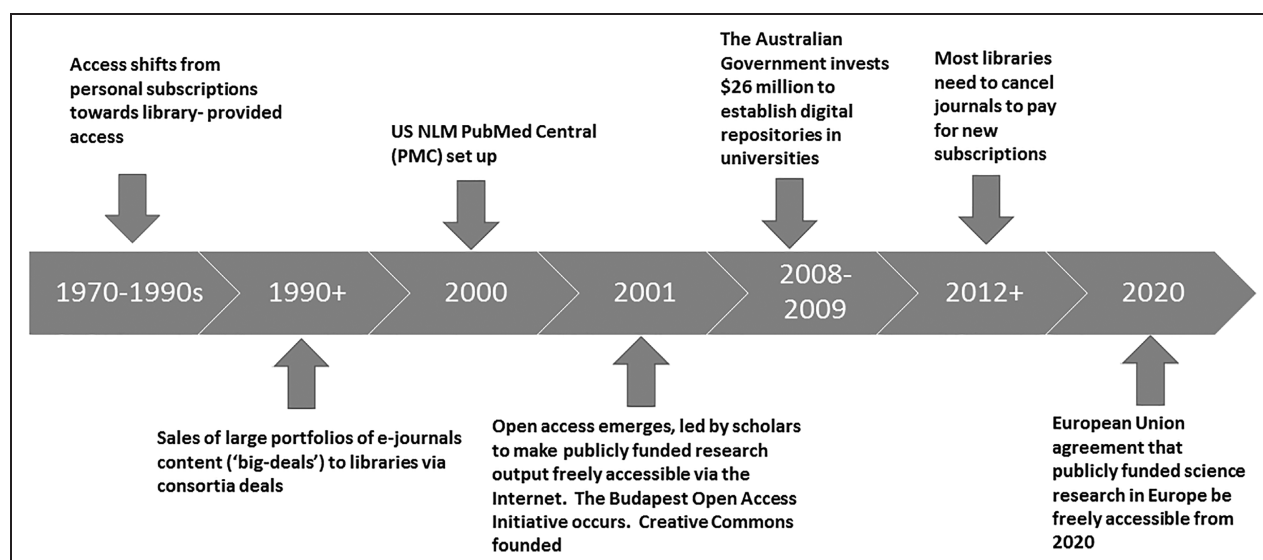 Access shifts from
personal subscriptions
towards library- provided
access
US NLM PubMed Central
(PMC) set up
The Australian
Government invests
$26 million to
establish digital
repositories in
universities
Most libraries
need to cancel
journals to pay
for new
subscriptions
1970-1990s
1990+
2000
2001
2008-
2009
2012+
2020
Sales of large portfolios of e-journals
content (‘big-deals’) to libraries via
consortia deals
Open access emerges, led by scholars
to make publicly funded research
output freely accessible via the
Internet.  The Budapest Open Access
Initiative occurs.  Creative Commons
founded
European Union
agreement that
publicly funded science
research in Europe be
freely accessible from
2020